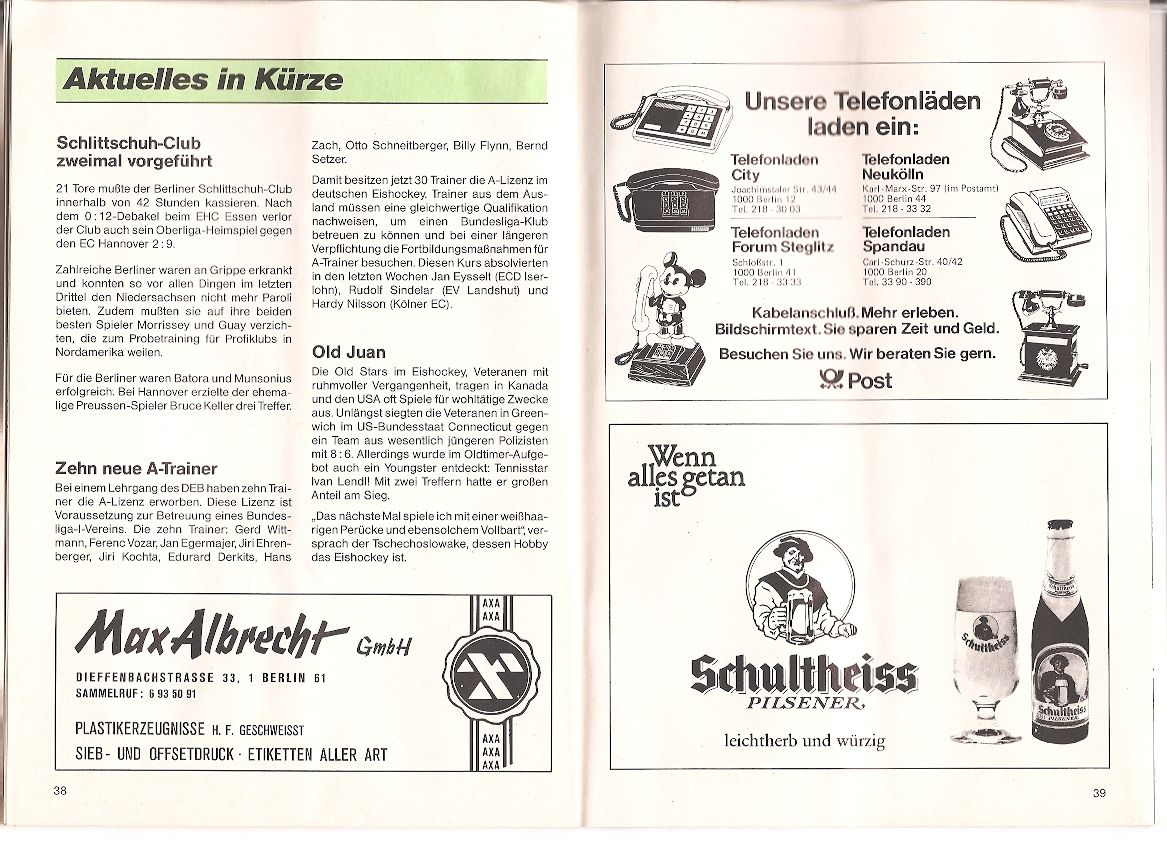 Aktuelles in Kürze
Schlittschuh-Club
zweimal vorgeführt
21 Tore mußte der Berliner Schlittschuh-Club
innerhalb von 42 Stunden kassieren. Nach
dem 0:12-Debakel beim EHC Essen verlor
der Club auch sein Oberliga-Heimspiel gegen
den EC Hannover 2:9.
Zahlreiche Berliner waren an Grippe erkrankt
und konnten so vor allen Dingen im letzten
Drittel den Niedersachsen nicht mehr Paroli
bieten. Zudem mußten sie auf ihre beiden
besten Spieler Morrissey und Guay verzich-
ten, die zum Probetraining für Profiklubs in
Nordamerika weilen.
Für die Berliner waren Batora und Munsonius
erfolgreich. Bei Hannover erzielte der ehema-
lige Preussen-Spieler Bruce Keller drei Treffer.
Zehn neue A-Trainer
Bei einem Lehrgang des DEB haben zehn Trai-
ner die A-Lizenz erworben. Diese Lizenz ist
Voraussetzung zur Betreuung eines Bundes-
liga-I-Vereins. Die zehn Trainer: Gerd Witt-
mann, Ferenc Vozar, Jan Egermajer, Jiri Ehren-
berger, Jiri Kochta, Edurard Derkits, Hans
Zach, Otto Schneitberger, Billy Flynn, Bernd
Setzer.
Damit besitzen jetzt 30 Trainer die A-Lizenz im
deutschen Eishockey. Trainer aus dem Aus-
land müssen eine gleichwertige Qualifikation
nachweisen, um einen Bundesliga-Klub
betreuen zu können und bei einer längeren
Verpflichtung die Fortbildungsmaßnahmen für
A-Trainer besuchen. Diesen Kurs absolvierten
in den letzten Wochen Jan Eysselt (ECD Iser-
lohn), Rudolf Sindelar (EV Landshut) und
Hardy Nilsson (Kölner EC).
Old Juan
Die Old Stars im Eishockey, Veteranen mit
ruhmvoller Vergangenheit, tragen in Kanada
und den USA oft Spiele für wohltätige Zwecke
aus. Unlängst siegten die Veteranen in Green-
wich im US-Bundesstaat Connecticut gegen
ein Team aus wesentlich jüngeren Polizisten
mit 8:6. Allerdings wurde im Oldtimer-Aufge-
bot auch ein Youngster entdeckt: Tennisstar
Ivan Lendl! Mit zwei Treffern hatte er großen
Anteil am Sieg.
„Das nächste Mal spiele ich mit einer weißhaa-
rigen Perücke und ebensolchem Vollbart“, ver-
sprach der Tschechoslowake, dessen Hobby
das Eishockey ist.
Max Albrecht GmbH
DIEFFENBACHSTRASSE 33, 1 BERLIN 61
SAMMELRUF: 6 93 50 91
PLASTIKERZEUGNISSE H. F. GESCHWEISST
SIEB- UND OFFSETDRUCK · ETIKETTEN ALLER ART
AXA
AXA
AXA
AXA
AXA
38
Unsere Telefonläden
laden ein:
Telefonladen
City
Joachimstaler Str. 43/44
1000 Berlin 12
Tel. 218 - 30 03
Telefonladen
Neukölln
Karl-Marx-Str. 97 (im Postamt)
1000 Berlin 44
Tel. 218 - 33 32
Telefonladen
Forum Steglitz
Schloßstr. 1
1000 Berlin 41
Tel. 218 - 33 33
Telefonladen
Spandau
Carl-Schurz-Str. 40/42
1000 Berlin 20
Tel. 33 90 - 390
Kabelanschluß. Mehr erleben.
Bildschirmtext. Sie sparen Zeit und Geld.
Besuchen Sie uns. Wir beraten Sie gern.
Post
Wenn
alles getan
ist
Schultheiss
PILSENER,
leichtherb und würzig
Schultheiss
Schultheiss
Schultheiss
PILSENER
39